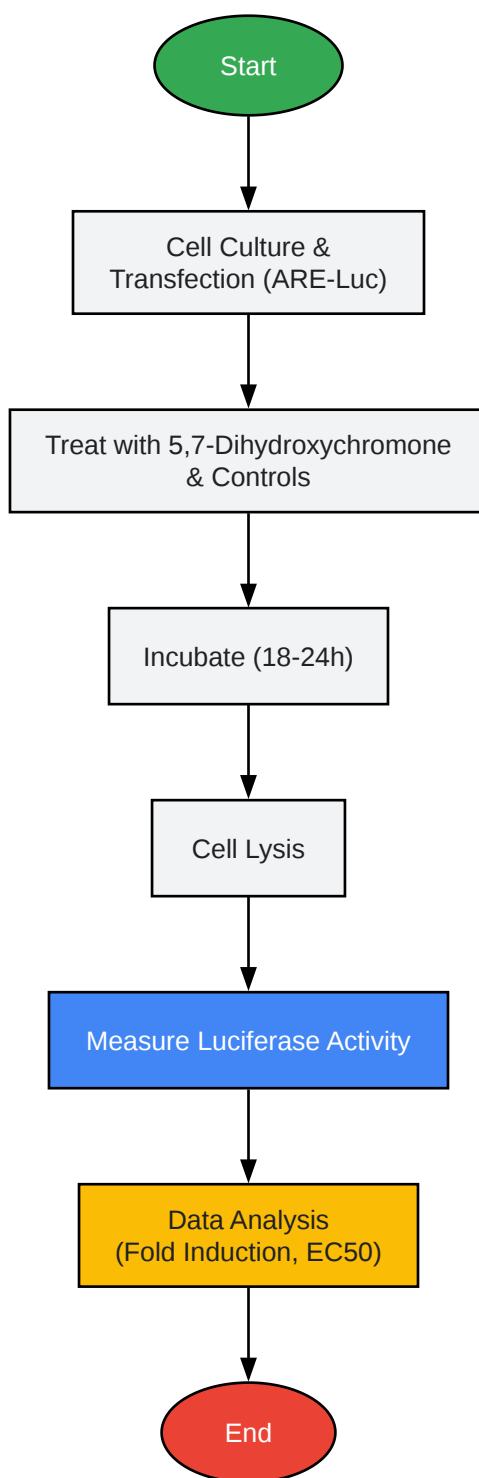 Start
Cell Culture &
Transfection (ARE-Luc)
Treat with 5,7-Dihydroxychromone
& Controls
Incubate (18-24h)
Cell Lysis
Measure Luciferase Activity
Data Analysis
(Fold Induction, EC50)
End